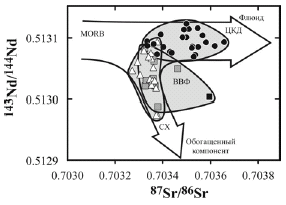 Флюид
0.5131
MORB
ЦКД
0.5130
ВВФ
СХ
Обогащенный
компонент
0.5129
0.7030 0.7032 0.7034 0.7036 0.7038
143Nd/144Nd
87Sr/86Sr